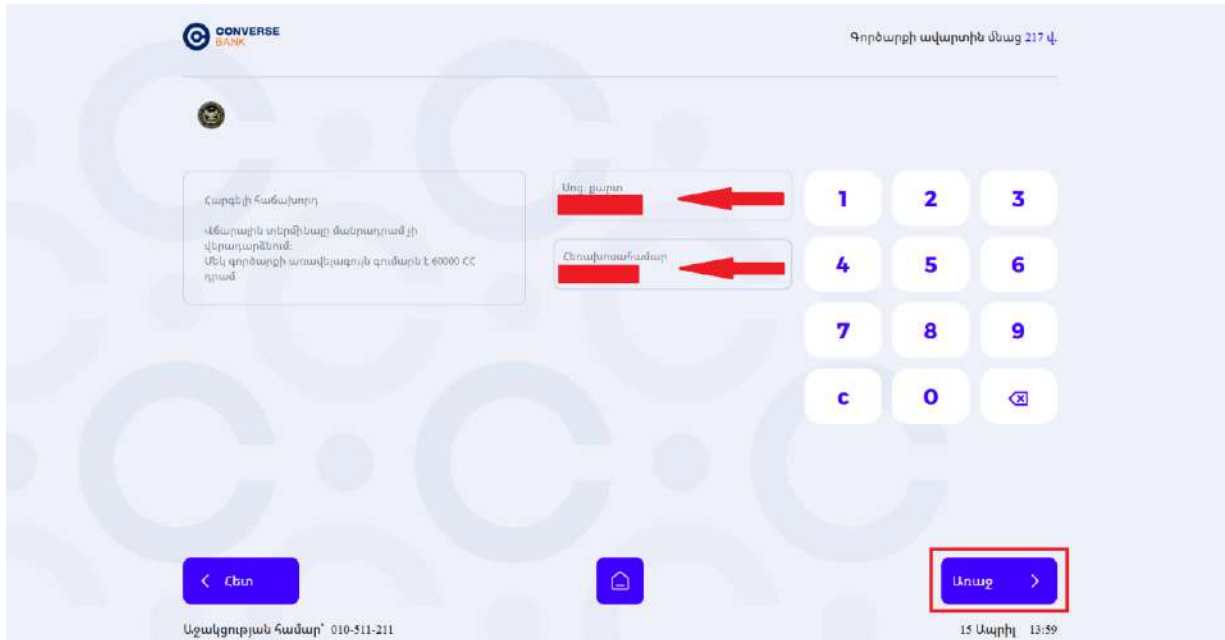 CONVERSE
BANK
Գործարքի ավարտին մնաց 217 վ.
Հարգելի հաճախորդ
Վճարային տերմինալը մանրադրամ չի
վերադարձնում:
Մեկ գործարքի առավելագույն գումարն է 60000 ՀՀ
դրամ
Սոց. քարտ
Հեռախոսահամար
1 2 3
4 5 6
7 8 9
c 0
Հետ
Առաջ
Աջակցության համար՝ 010-511-211
15 Ապրիլ 13:59